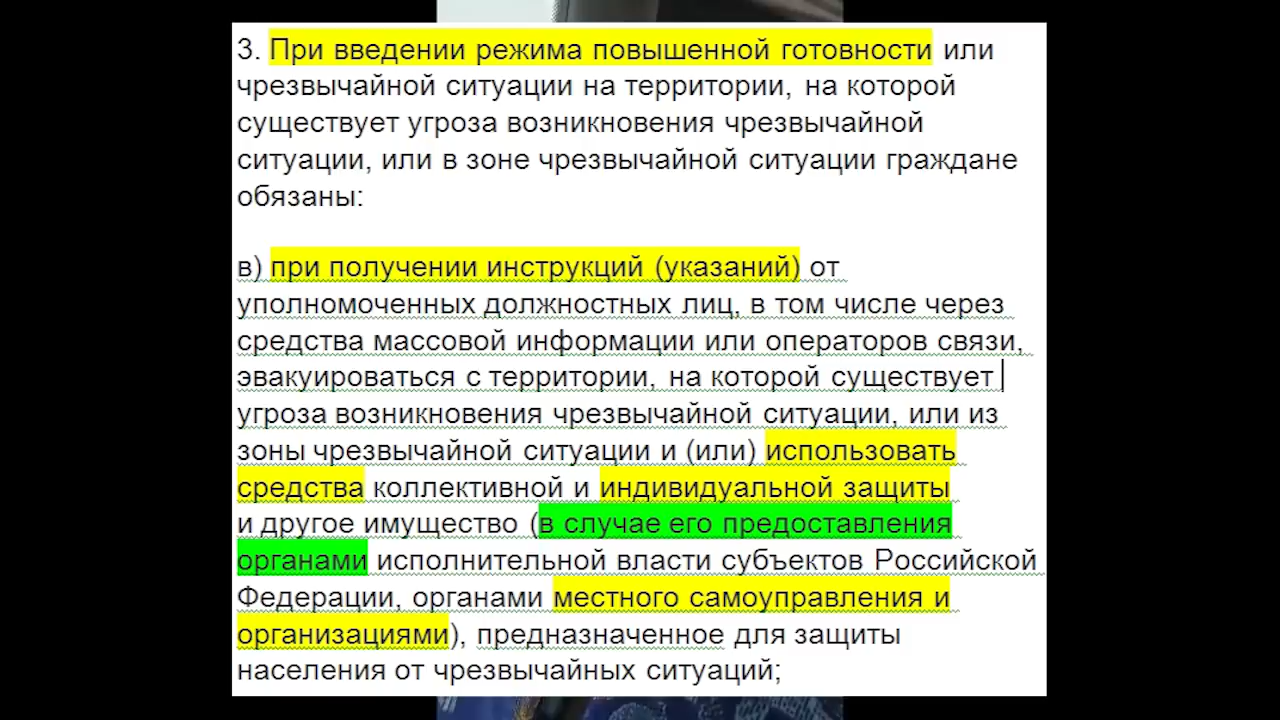 3. При введении режима повышенной готовности или
чрезвычайной ситуации на территории, на которой
существует угроза возникновения чрезвычайной
ситуации, или в зоне чрезвычайной ситуации граждане
обязаны:
в) при получении инструкций (указаний) от
уполномоченных должностных лиц, в том числе через
средства массовой информации или операторов связи,
эвакуироваться с территории, на которой существует
угроза возникновения чрезвычайной ситуации, или из
зоны чрезвычайной ситуации и (или) использовать
средства коллективной и индивидуальной защиты
и другое имущество (в случае его предоставления
органами исполнительной власти субъектов Российской
Федерации, органами местного самоуправления и
организациями), предназначенное для защиты
населения от чрезвычайных ситуаций;